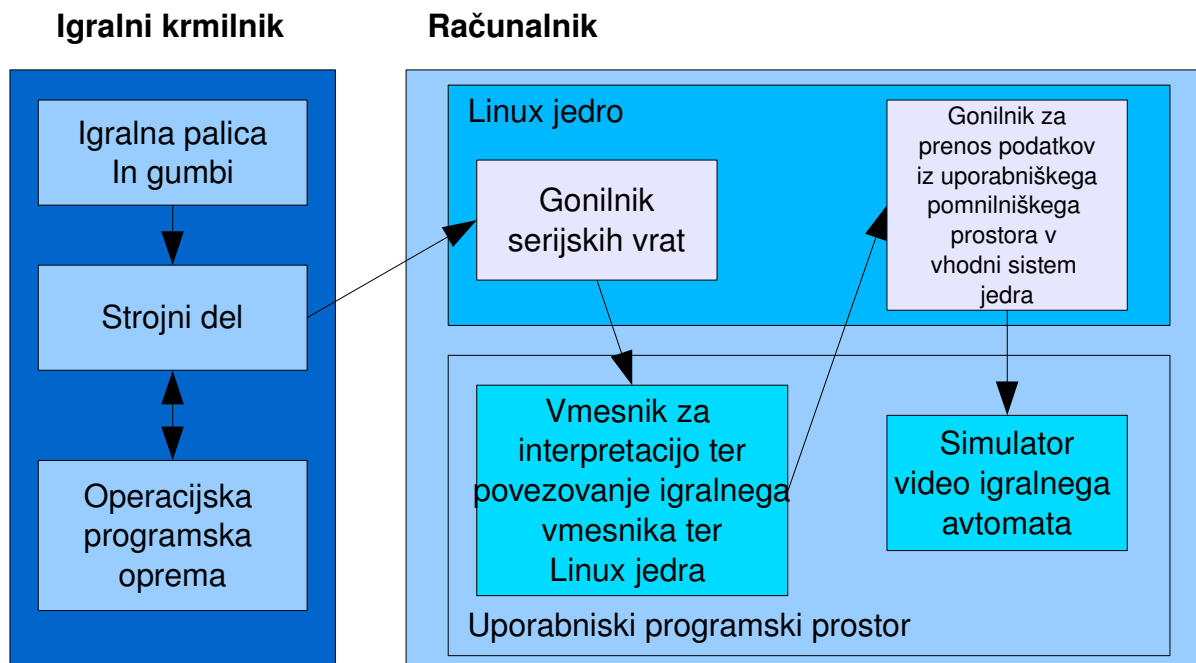 Igralni krmilnik
Igralna palica
In gumbi
Strojni del
Operacijska
programska
oprema
Računalnik
Linux jedro
Gonilnik
serijskih vrat
Gonilnik za
prenos podatkov
iz uporabniškega
pomnilniškega
prostora v
vhodni sistem
jedra
Vmesnik za
interpretacijo ter
povezovanje igralnega
vmesnika ter
Linux jedra
Simulator
video igralnega
avtomata
Uporabniski programski prostor